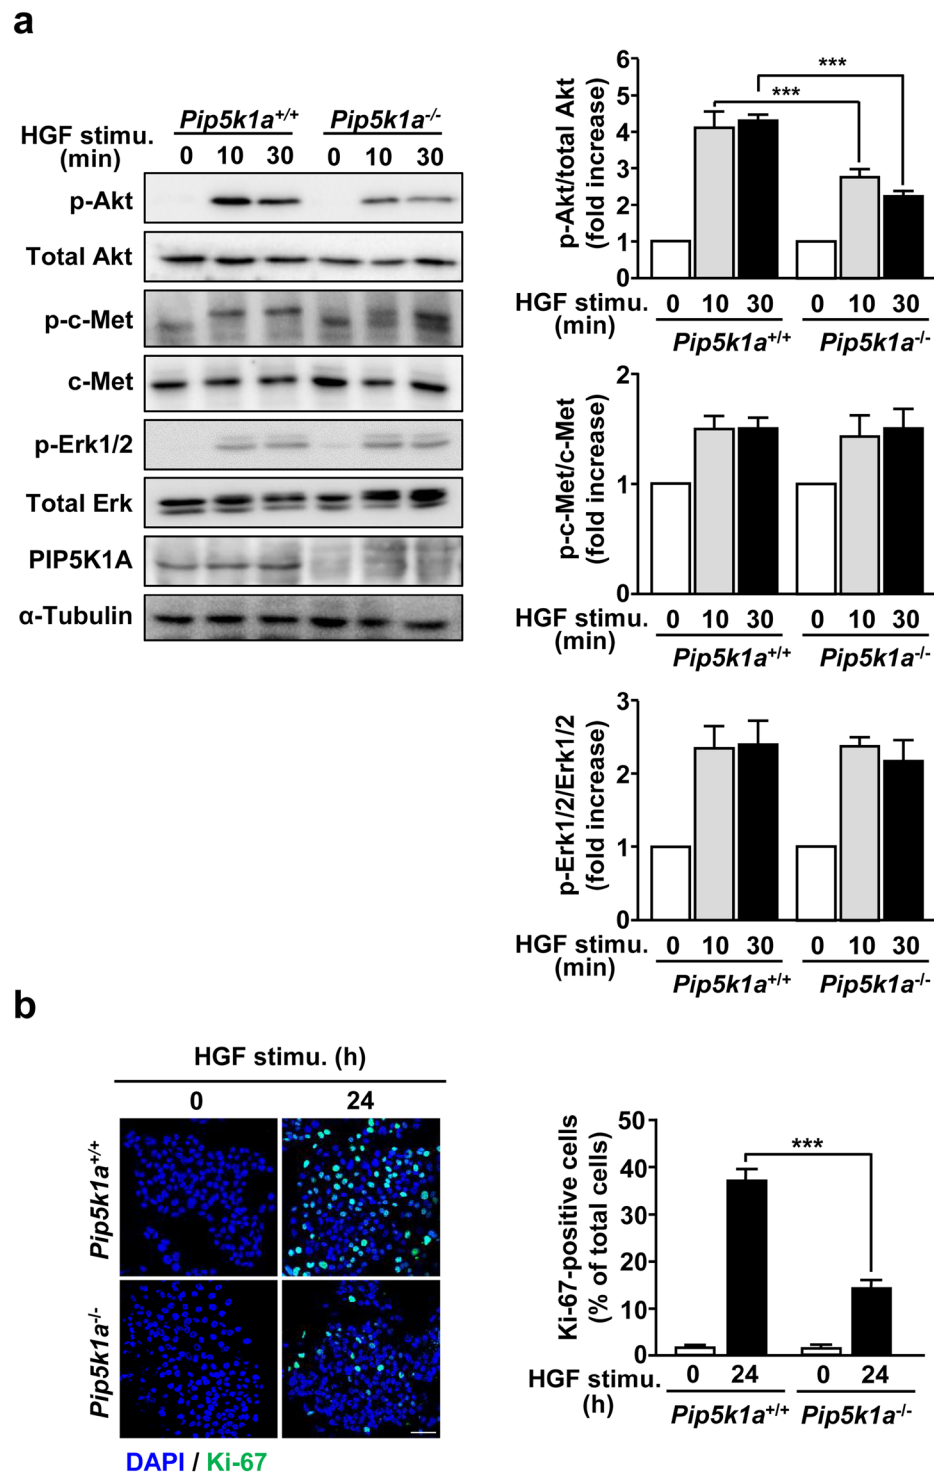 a
Pip5k1a+/+ Pip5k1a-/-
HGF stimu.
(min)
0 10 30 0 10 30
p-Akt
Total Akt
p-c-Met
c-Met
p-Erk1/2
Total Erk
PIP5K1A
α-Tubulin
p-Akt/total Akt
(fold increase)
6
5
4
3
2
1
0
***
***
HGF stimu.
(min)
0 10 30 0 10 30
Pip5k1a+/+ Pip5k1a-/-
p-c-Met/c-Met
(fold increase)
2
1
0
HGF stimu.
(min)
0 10 30 0 10 30
Pip5k1a+/+ Pip5k1a-/-
p-Erk1/2/Erk1/2
(fold increase)
3
2
1
0
HGF stimu.
(min)
0 10 30 0 10 30
Pip5k1a+/+ Pip5k1a-/-
b
HGF stimu. (h)
0 24
Pip5k1a+/+
Pip5k1a-/-
DAPI / Ki-67
Ki-67-positive cells
(% of total cells)
50
40
30
20
10
0
***
HGF stimu.
(h)
0 24 0 24
Pip5k1a+/+ Pip5k1a-/-